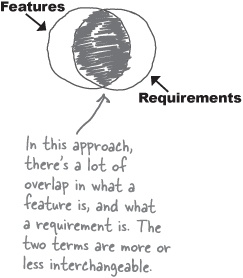 Features
Requirements
In this approach,
there's a lot of
overlap in what a
feature is, and what
a requirement is. The
two terms are more or
less interchangeable.